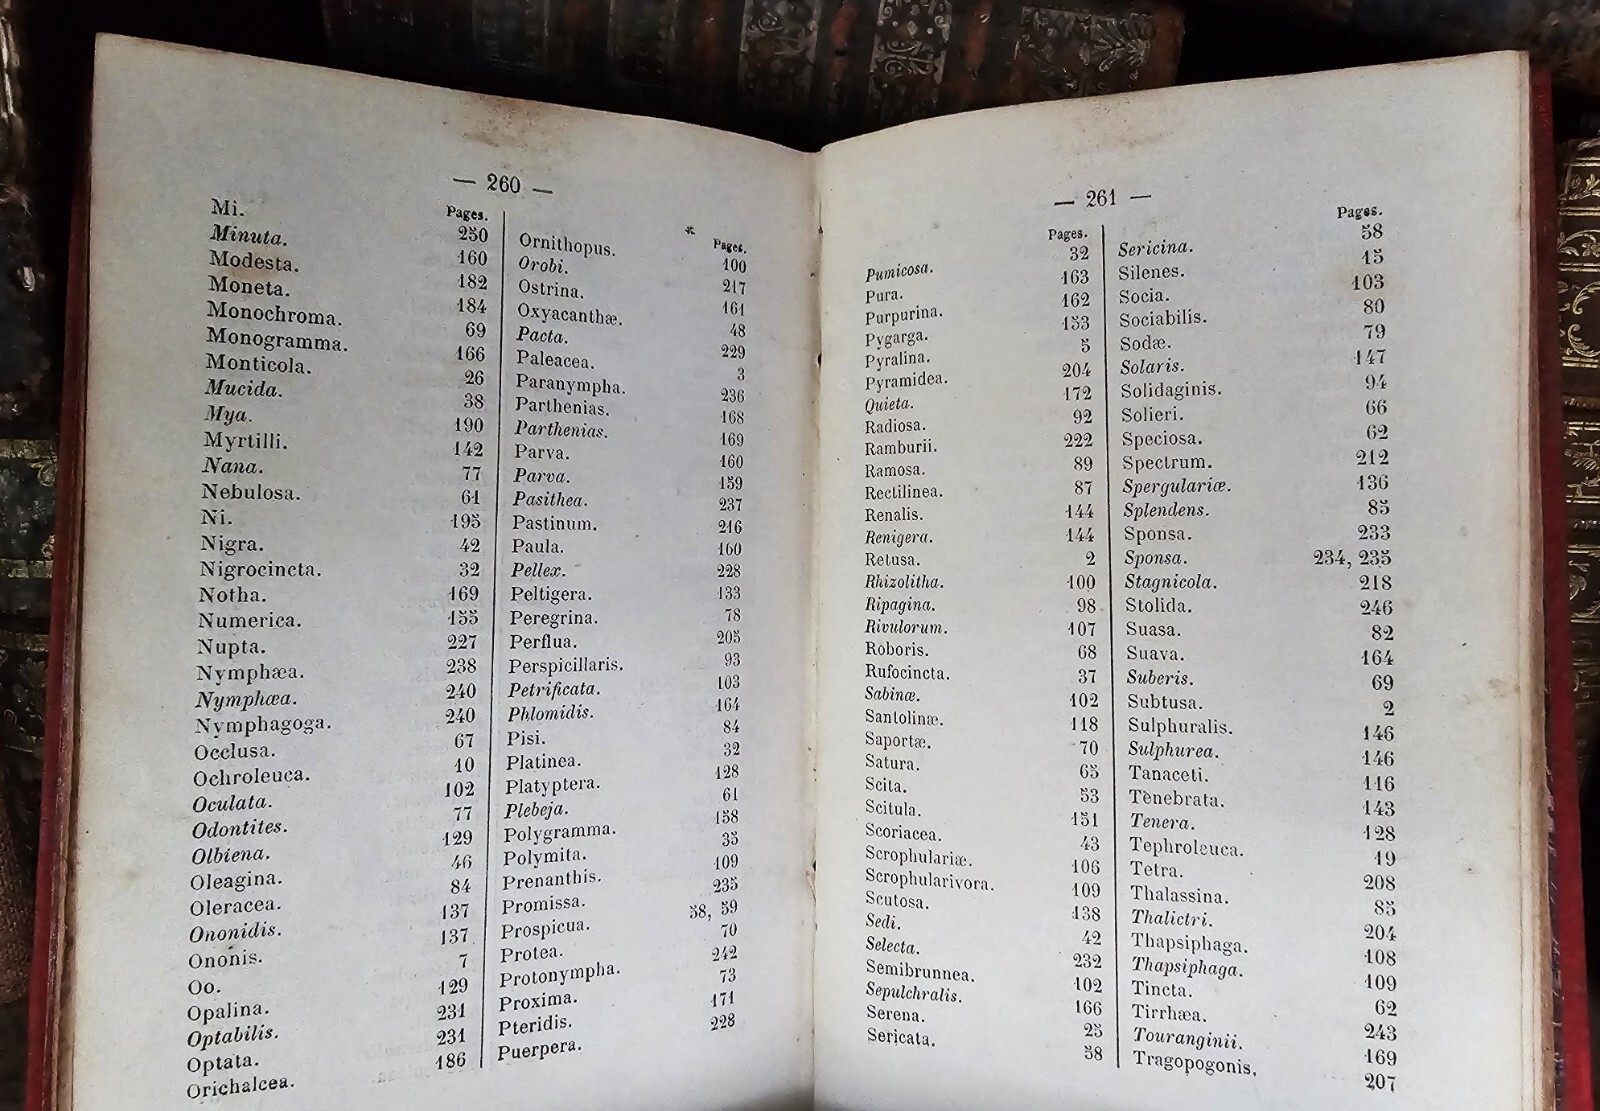 — 260 —
Pages.
Mi. 250
Minuta. 160
Modesta. 182
Moneta. 184
Monochroma. 69
Monogramma. 166
Monticola. 26
Mucida. 38
Mya. 190
Myrtilli. 142
Nana. 77
Nebulosa. 61
Ni. 195
Nigra. 42
Nigrocincta. 32
Notha. 169
Numerica. 155
Nupta. 227
Nymphæa. 238
Nymphæa. 240
Nymphagoga. 240
Occlusa. 67
Ochroleuca. 10
Oculata. 102
Odontites. 77
Olbiena. 129
Oleagina. 46
Oleracea. 84
Ononidis. 137
Ononis. 137
Oo. 7
Opalina. 129
Optabilis. 231
Optata. 231
Orichalcea. 186
Pages.
Ornithopus. 100
Orobi. 217
Ostrina. 161
Oxyacanthæ. 48
Pacta. 229
Paleacea. 3
Paranympha. 236
Parthenias. 168
Parthenias. 169
Parva. 160
Parva. 159
Pasithea. 237
Pastinum. 216
Paula. 160
Pellex. 228
Peltigera. 133
Peregrina. 78
Perflua. 205
Perspicillaris. 93
Petrificata. 103
Phlomidis. 164
Pisi. 84
Platinea. 32
Platyptera. 128
Plebeja. 61
Polygramma. 158
Polymita. 35
Prenanthis. 109
Promissa. 235
Prospicua. 58, 59
Protea. 70
Protonympha. 242
Proxima. 73
Pteridis. 171
Puerpera. 228
— 261 —
Pages.
Pumicosa. 32
Pura. 163
Purpurina. 162
Pygarga. 153
Pyralina. 5
Pyramidea. 204
Quieta. 172
Radiosa. 92
Ramburii. 222
Ramosa. 89
Rectilinea. 87
Renalis. 144
Renigera. 144
Retusa. 2
Rhizolitha. 100
Ripagina. 98
Rivulorum. 107
Roboris. 68
Rufocincta. 37
Sabinæ. 102
Santolinæ. 118
Saportæ. 70
Satura. 65
Scita. 53
Scitula. 151
Scoriacea. 43
Scrophulariæ. 106
Scrophularivora. 109
Scutosa. 138
Sedi. 42
Selecta. 232
Semibrunnea. 102
Sepulchralis. 166
Serena. 25
Sericata. 58
Pages.
Sericina. 58
Silenes. 15
Socia. 103
Sociabilis. 80
Sodæ. 79
Solaris. 147
Solidaginis. 94
Solieri. 66
Speciosa. 62
Spectrum. 212
Spergulariæ. 136
Splendens. 85
Sponsa. 233
Sponsa. 234, 235
Stagnicola. 218
Stolida. 246
Suasa. 82
Suava. 164
Suberis. 69
Subtusa. 2
Sulphuralis. 146
Sulphurea. 146
Tanaceti. 116
Tenebrata. 143
Tenera. 128
Tephroleuca. 19
Tetra. 208
Thalassina. 85
Thalictri. 204
Thapsiphaga. 108
Thapsiphaga. 109
Tincta. 62
Tirrhæa. 243
Touranginii. 169
Tragopogonis. 207